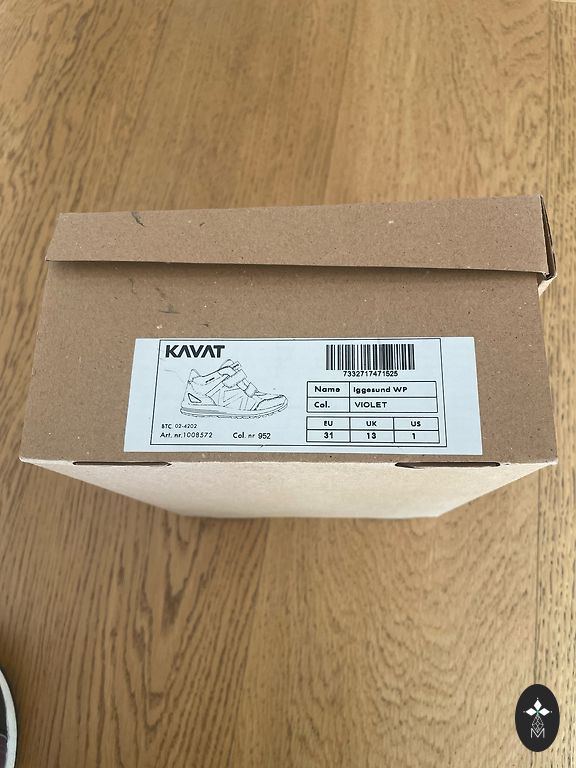 KAVAT
7332717471525
Name Iggesund WP
Col. VIOLET
EU UK US
31 13 1
BTC 02-4202
Art. nr.1008572 Col. nr 952
M